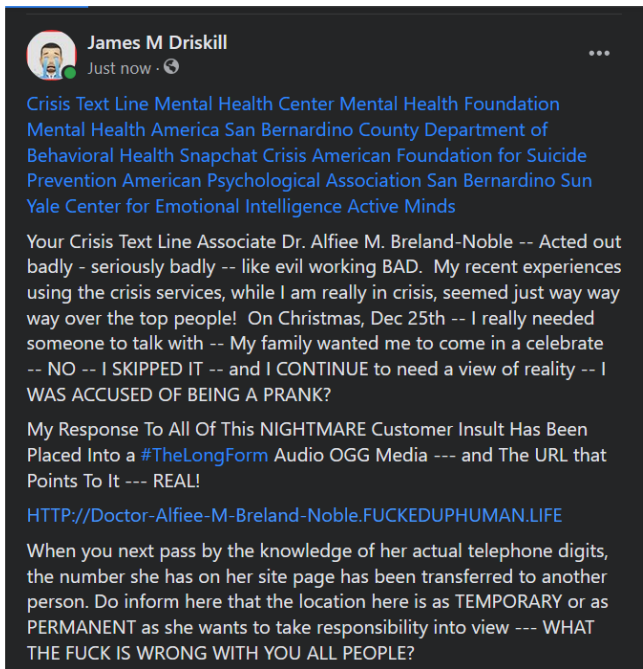 James M Driskill
Just now ·
Crisis Text Line Mental Health Center Mental Health Foundation
Mental Health America San Bernardino County Department of
Behavioral Health Snapchat Crisis American Foundation for Suicide
Prevention American Psychological Association San Bernardino Sun
Yale Center for Emotional Intelligence Active Minds
Your Crisis Text Line Associate Dr. Alfiee M. Breland-Noble -- Acted out
badly - seriously badly -- like evil working BAD.  My recent experiences
using the crisis services, while I am really in crisis, seemed just way way
way over the top people!  On Christmas, Dec 25th -- I really needed
someone to talk with -- My family wanted me to come in a celebrate
-- NO -- I SKIPPED IT -- and I CONTINUE to need a view of reality -- I
WAS ACCUSED OF BEING A PRANK?
My Response To All Of This NIGHTMARE Customer Insult Has Been
Placed Into a #TheLongForm Audio OGG Media --- and The URL that
Points To It --- REAL!
HTTP://Doctor-Alfiee-M-Breland-Noble.FUCKEDUPHUMAN.LIFE
When you next pass by the knowledge of her actual telephone digits,
the number she has on her site page has been transferred to another
person. Do inform here that the location here is as TEMPORARY or as
PERMANENT as she wants to take responsibility into view --- WHAT
THE FUCK IS WRONG WITH YOU ALL PEOPLE?